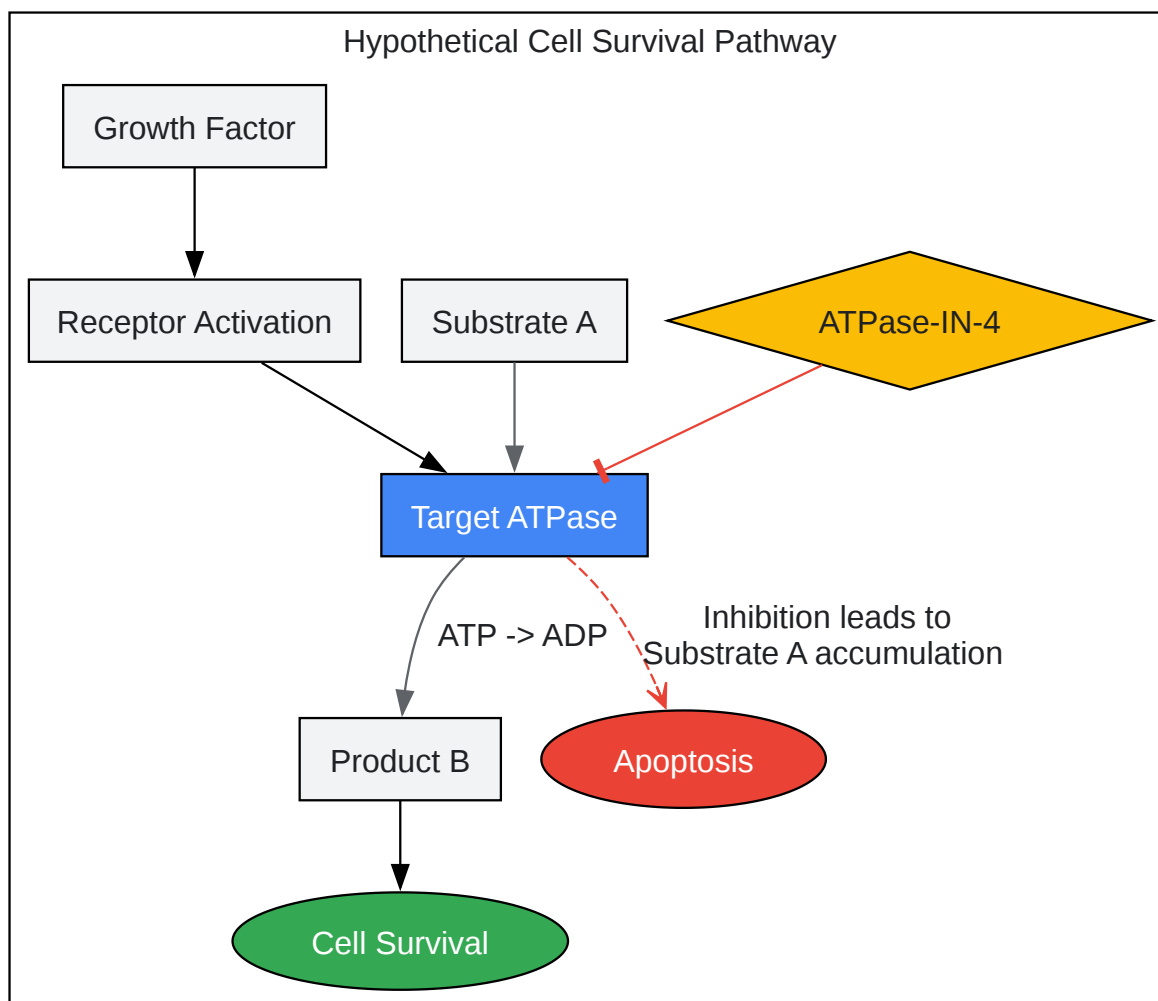 Hypothetical Cell Survival Pathway
Growth Factor
Receptor Activation
Substrate A
ATPase-IN-4
Target ATPase
ATP -> ADP
Inhibition leads to
Substrate A accumulation
Product B
Apoptosis
Cell Survival